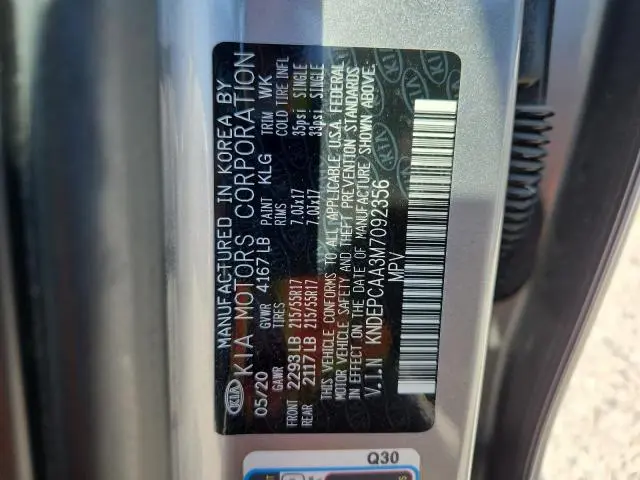 MANUFACTURED IN KOREA BY
KIA KIA MOTORS CORPORATION
05/20 GVWR 4167 LB PAINT KLG TRIM WK
GAWR TIRES RIMS COLD TIRE INFL
FRONT 2293 LB 215/55R17 7.0Jx17 35psi SINGLE
REAR 2117 LB 215/55R17 7.0Jx17 33psi SINGLE
THIS VEHICLE CONFORMS TO ALL APPLICABLE U.S.A. FEDERAL
MOTOR VEHICLE SAFETY AND THEFT PREVENTION STANDARDS
IN EFFECT ON THE DATE OF MANUFACTURE SHOWN ABOVE.
V.I.N KNDEPCAA3M7092356
MPV
Q30